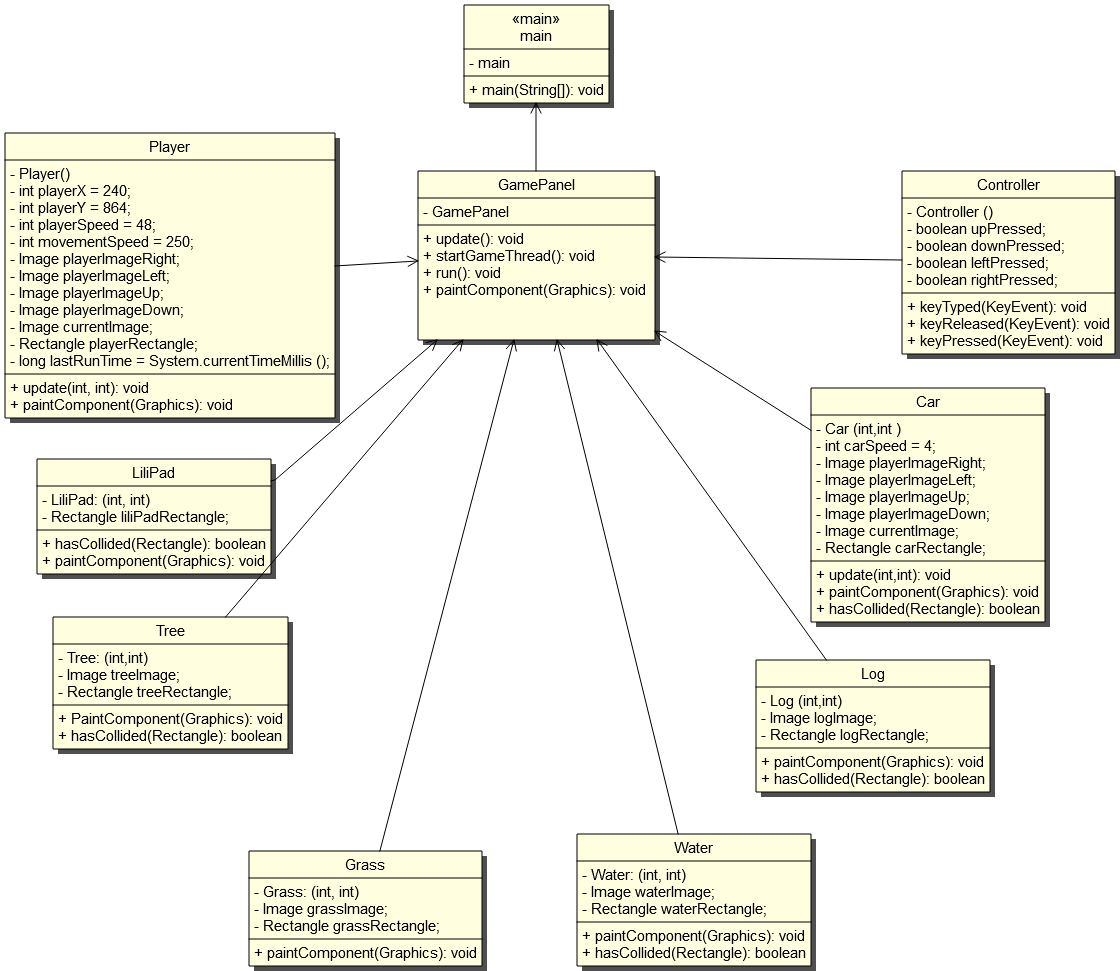 «main»
main
- main
+ main(String[]): void
Player
- Player()
- int playerX = 240;
- int playerY = 864;
- int playerSpeed = 48;
- int movementSpeed = 250;
- Image playerImageRight;
- Image playerImageLeft;
- Image playerImageUp;
- Image playerImageDown;
- Image currentImage;
- Rectangle playerRectangle;
- long lastRunTime = System.currentTimeMillis ();
+ update(int, int): void
+ paintComponent(Graphics): void
GamePanel
- GamePanel
+ update(): void
+ startGameThread(): void
+ run(): void
+ paintComponent(Graphics): void
Controller
- Controller ()
- boolean upPressed;
- boolean downPressed;
- boolean leftPressed;
- boolean rightPressed;
+ keyTyped(KeyEvent): void
+ keyReleased(KeyEvent): void
+ keyPressed(KeyEvent): void
Car
- Car (int,int )
- int carSpeed = 4;
- Image playerImageRight;
- Image playerImageLeft;
- Image playerImageUp;
- Image playerImageDown;
- Image currentImage;
- Rectangle carRectangle;
+ update(int,int): void
+ paintComponent(Graphics): void
+ hasCollided(Rectangle): boolean
LiliPad
- LiliPad: (int, int)
- Rectangle liliPadRectangle;
+ hasCollided(Rectangle): boolean
+ paintComponent(Graphics): void
Tree
- Tree: (int,int)
- Image treeImage;
- Rectangle treeRectangle;
+ PaintComponent(Graphics): void
+ hasCollided(Rectangle): boolean
Log
- Log (int,int)
- Image logImage;
- Rectangle logRectangle;
+ paintComponent(Graphics): void
+ hasCollided(Rectangle): boolean
Grass
- Grass: (int, int)
- Image grassImage;
- Rectangle grassRectangle;
+ paintComponent(Graphics): void
Water
- Water: (int, int)
- Image waterImage;
- Rectangle waterRectangle;
+ paintComponent(Graphics): void
+ hasCollided(Rectangle): boolean